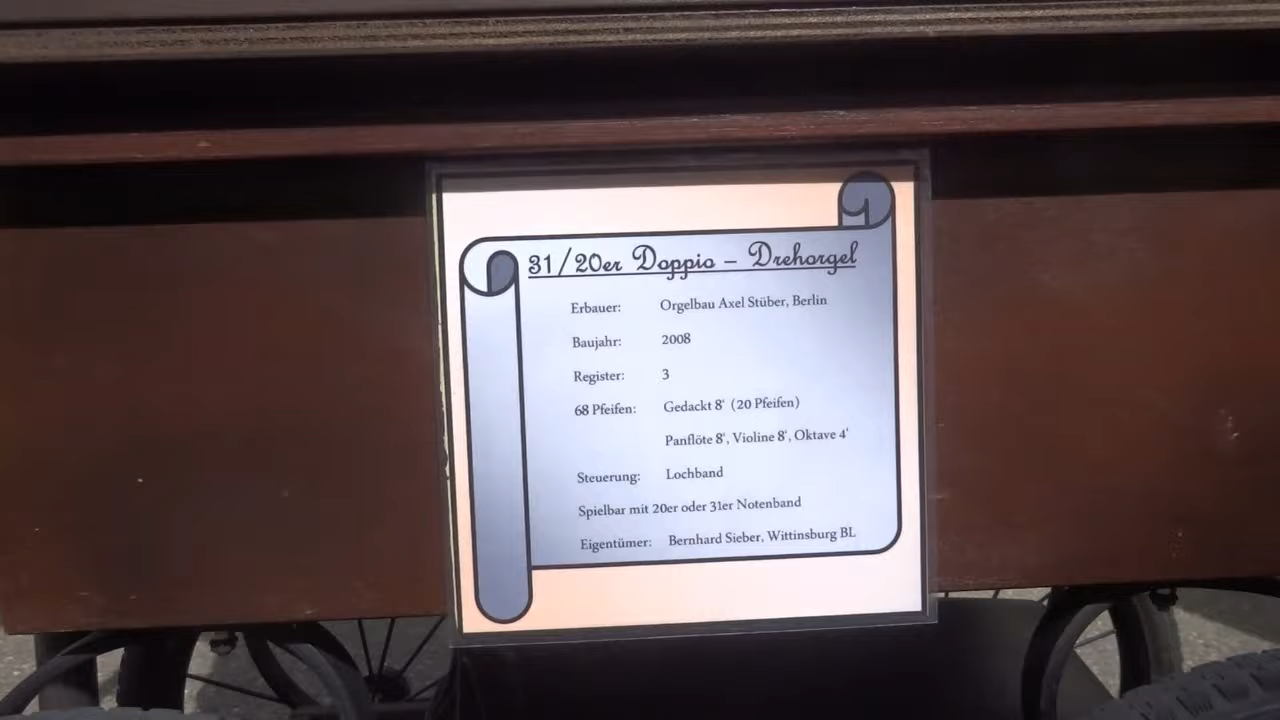 31/20er Doppio – Drehorgel
Erbauer: Orgelbau Axel Stüber, Berlin
Baujahr: 2008
Register: 3
68 Pfeifen: Gedackt 8' (20 Pfeifen)
Panflöte 8', Violine 8', Oktave 4'
Steuerung: Lochband
Spielbar mit 20er oder 31er Notenband
Eigentümer: Bernhard Sieber, Wittinsburg BL